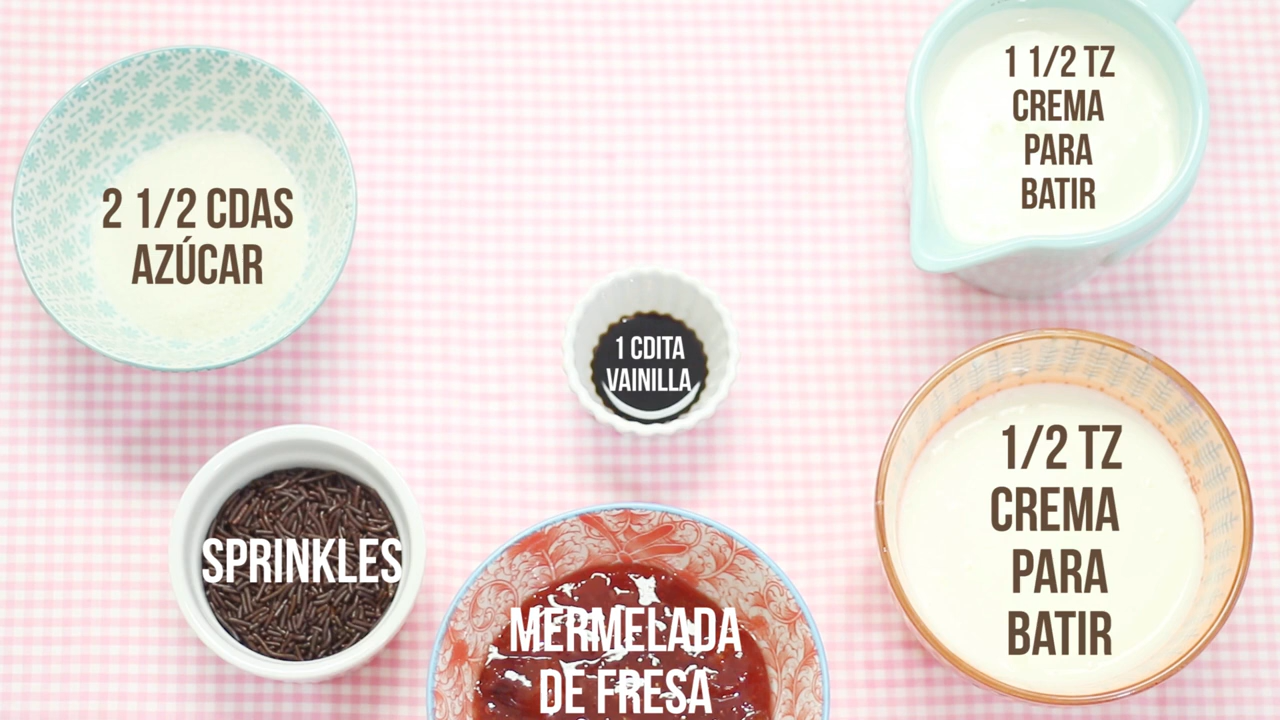 2 1/2 CDAS
AZÚCAR
1 1/2 TZ
CREMA
PARA
BATIR
1 CDITA
VAINILLA
1/2 TZ
CREMA
PARA
BATIR
SPRINKLES
MERMELADA
DE FRESA